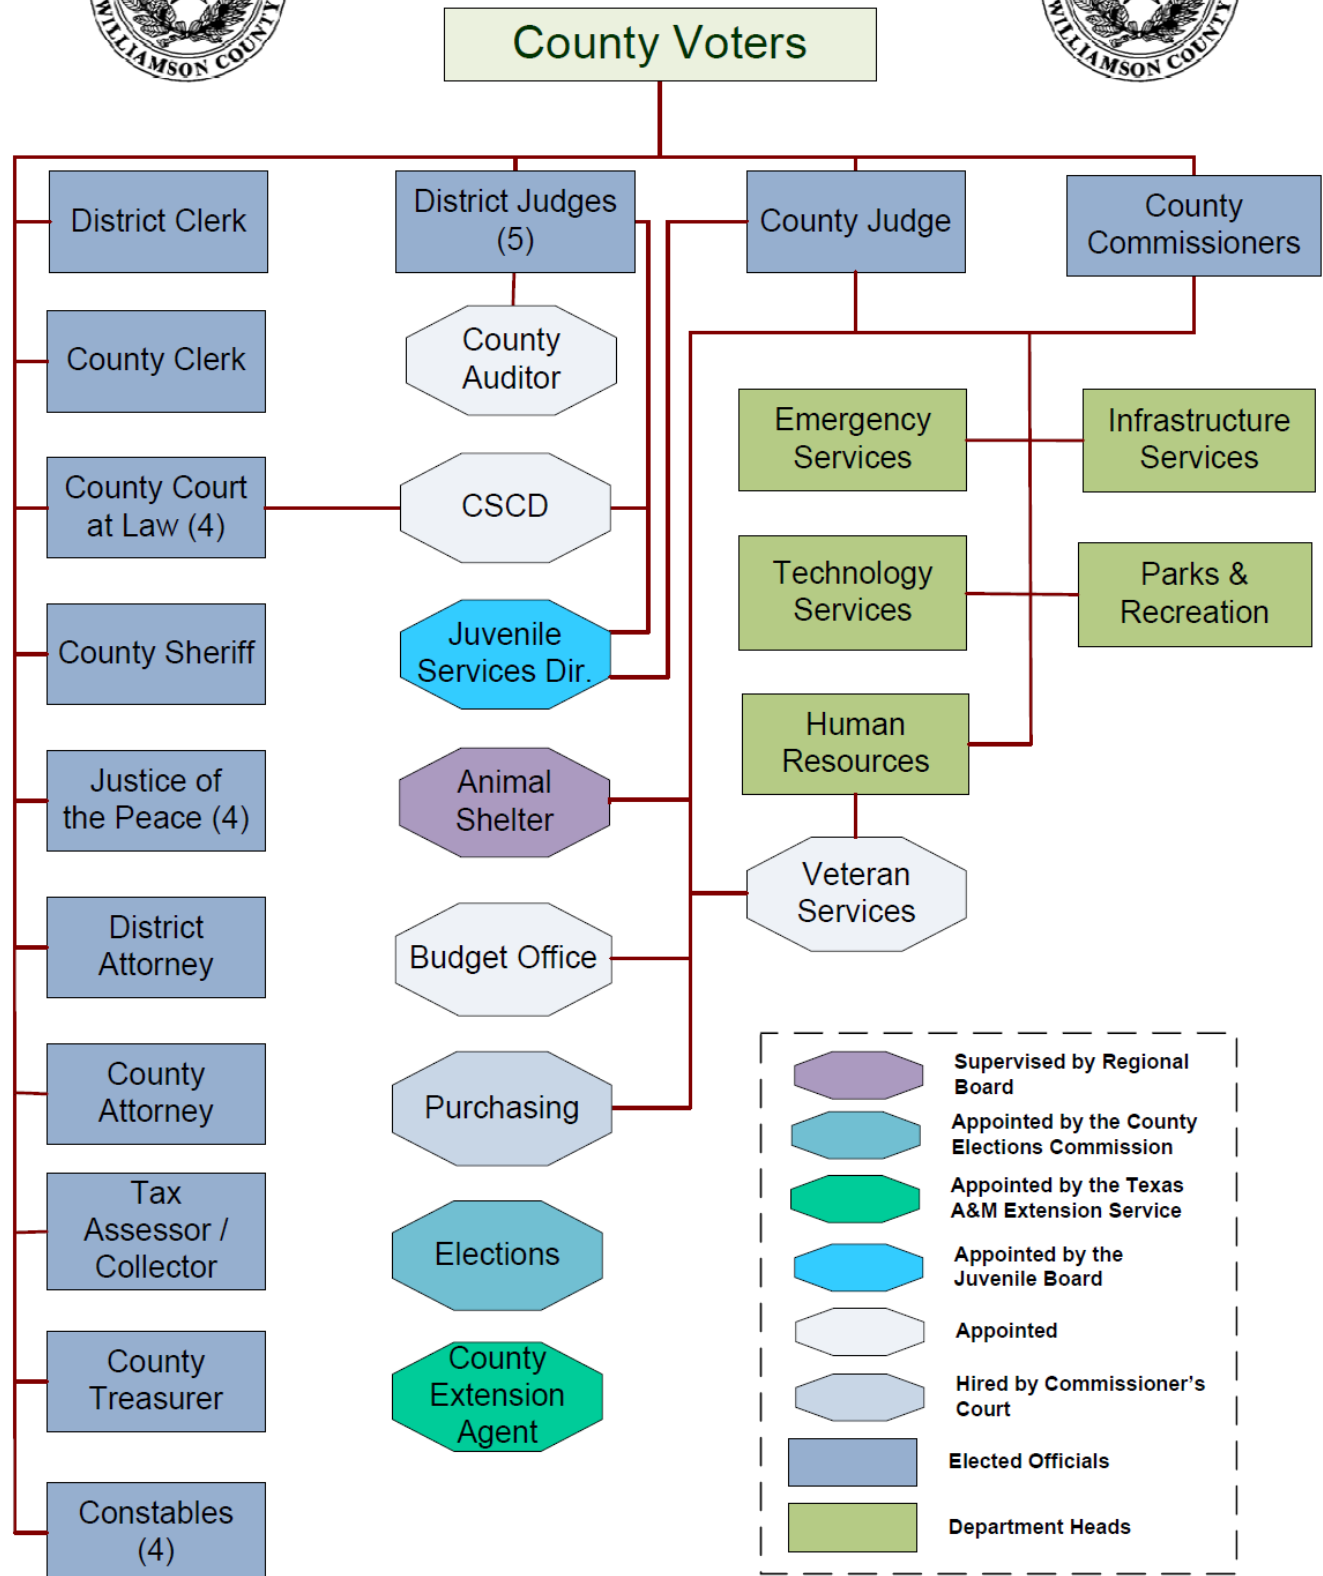 WILLIAMSON COUNTY
WILLIAMSON COUNTY
County Voters
District Clerk
District Judges
(5)
County Judge
County
Commissioners
County Clerk
County
Auditor
Emergency
Services
Infrastructure
Services
County Court
at Law (4)
CSCD
Technology
Services
Parks &
Recreation
County Sheriff
Juvenile
Services Dir.
Human
Resources
Justice of
the Peace (4)
Animal
Shelter
Veteran
Services
District
Attorney
Budget Office
County
Attorney
Purchasing
Tax
Assessor /
Collector
Elections
County
Treasurer
County
Extension
Agent
Constables
(4)
Supervised by Regional
Board
Appointed by the County
Elections Commission
Appointed by the Texas
A&M Extension Service
Appointed by the
Juvenile Board
Appointed
Hired by Commissioner’s
Court
Elected Officials
Department Heads